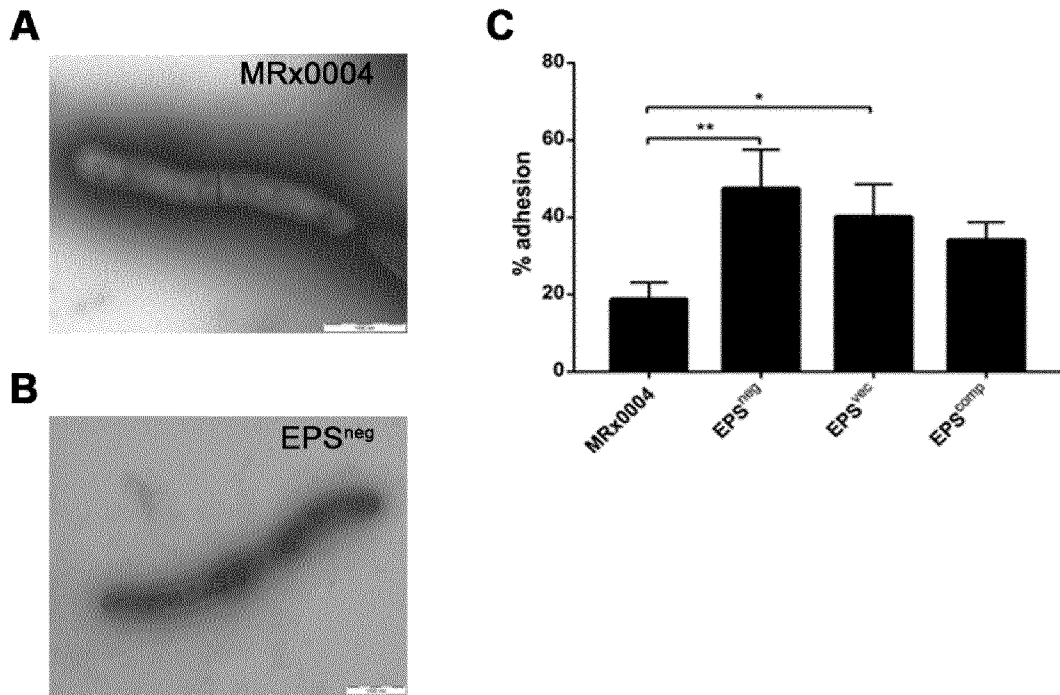 A
MRx0004
B
EPSneg
C
% adhesion
80
60
40
20
0
*
**
MRx0004
EPSneg
EPSvec
EPScomp